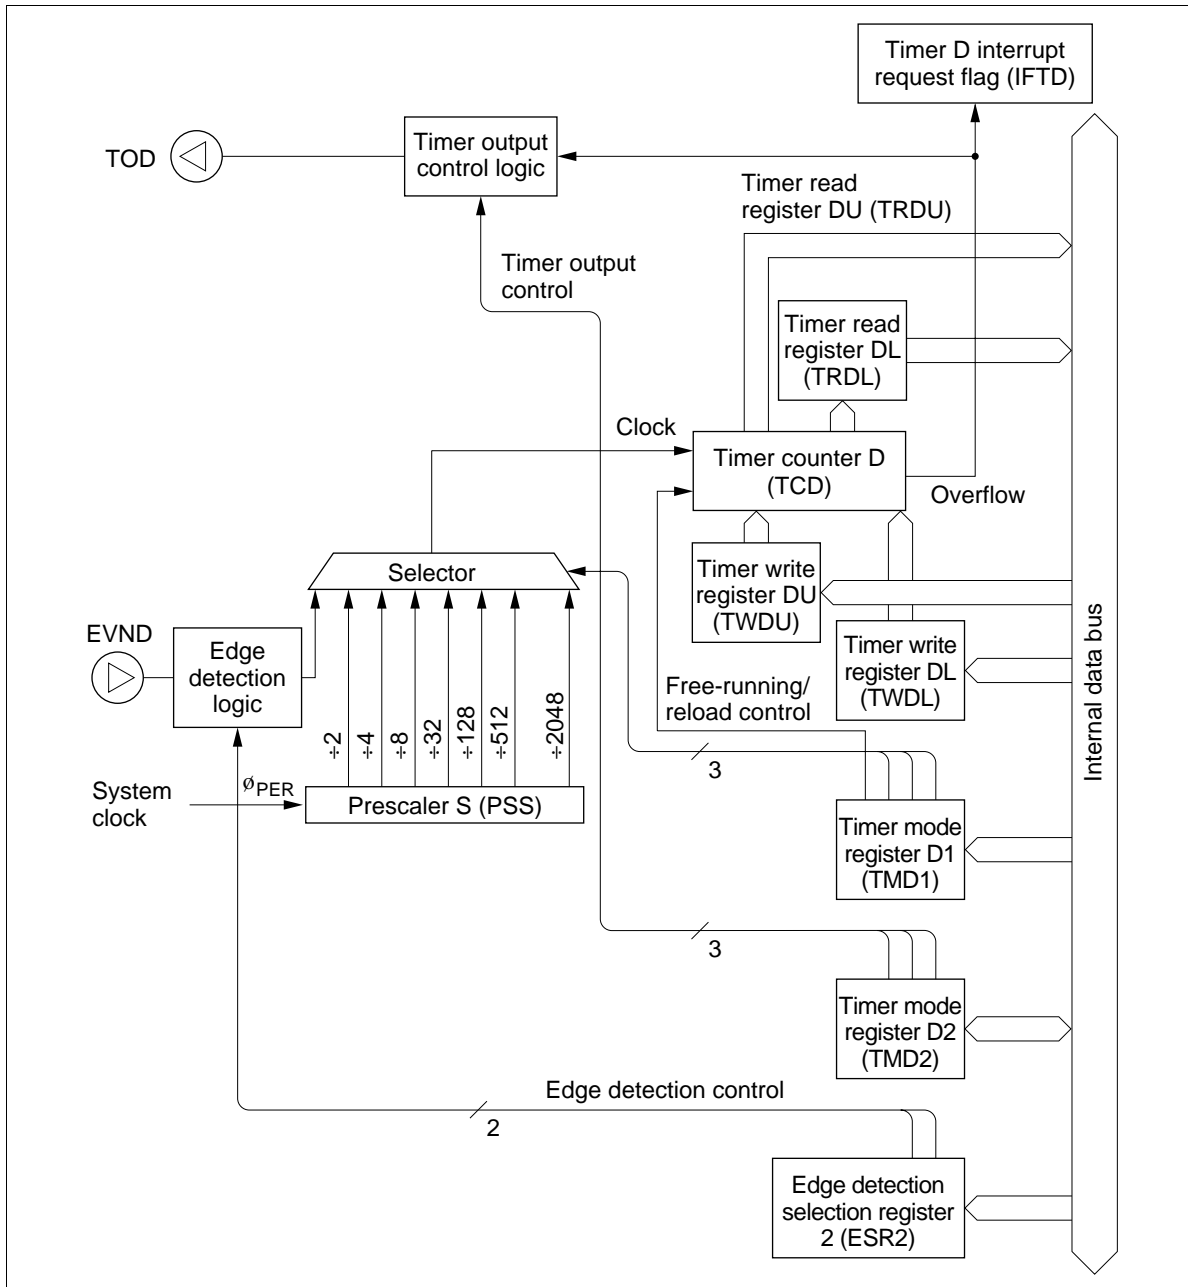 Timer D interrupt
request flag (IFTD)
TOD
Timer output
control logic
Timer read
register DU (TRDU)
Timer output
control
Timer read
register DL
(TRDL)
Clock
Timer counter D
(TCD)
Overflow
Selector
Timer write
register DU
(TWDU)
EVND
Edge
detection
logic
Timer write
register DL
(TWDL)
Free-running/
reload control
÷2
÷4
÷8
÷32
÷128
÷512
÷2048
3
Internal data bus
System
clock
øPER
Prescaler S (PSS)
Timer mode
register D1
(TMD1)
3
Timer mode
register D2
(TMD2)
Edge detection control
2
Edge detection
selection register
2 (ESR2)